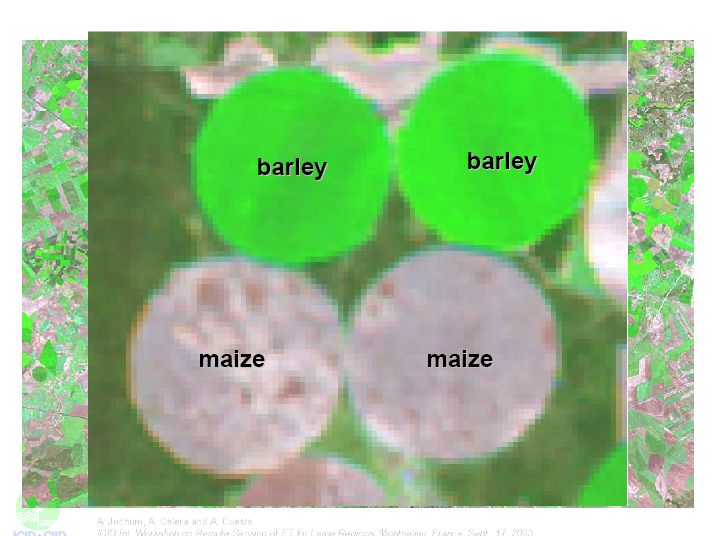 barley
barley
maize
maize
A. Jochum, A. Calera and A. Cuesta
ICID Int. Workshop on Remote Sensing of ET for Large Regions, Montpellier, France, Sept. 17, 2003